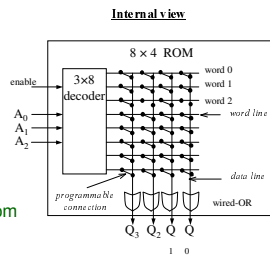 Internal view
8 × 4 ROM
3×8
decoder
enable
A0
A1
A2
word 0
word 1
word 2
word line
data line
programmable
connection
wired-OR
Q3 Q2 Q Q
1 0
om